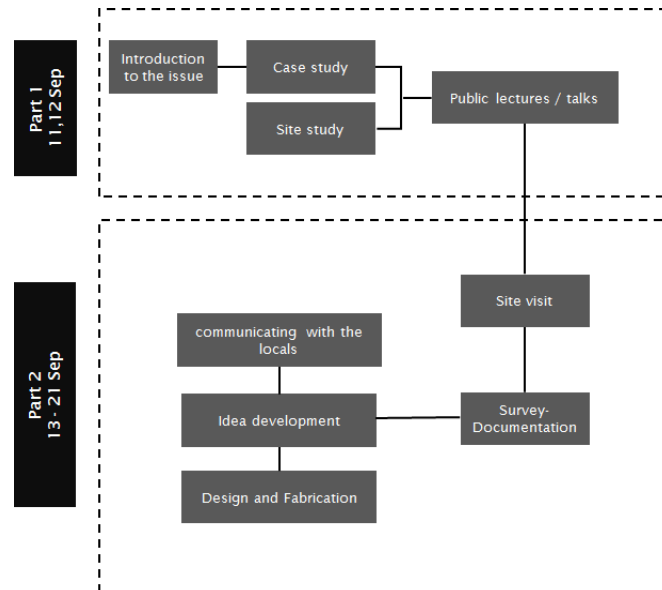 Part 1
11,12 Sep
Introduction
to the issue
Case study
Site study
Public lectures / talks
Part 2
13 - 21 Sep
Site visit
communicating with the
locals
Idea development
Survey-
Documentation
Design and Fabrication